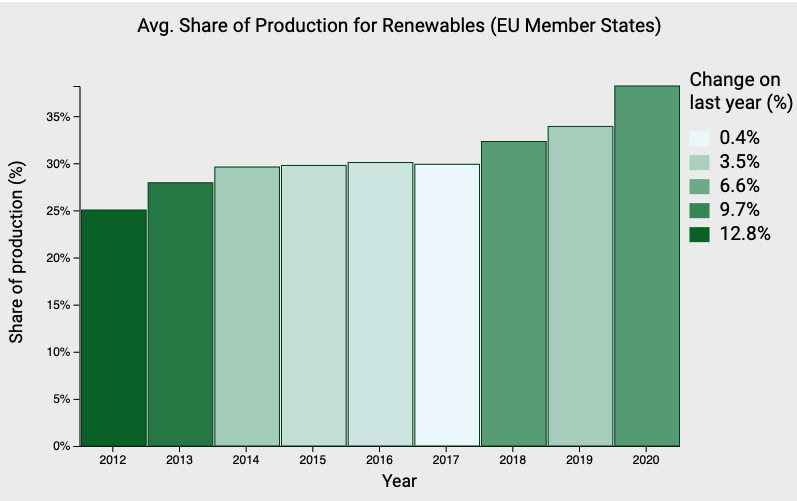 Avg. Share of Production for Renewables (EU Member States)
Change on
last year (%)
0.4%
3.5%
6.6%
9.7%
12.8%
Share of production (%)
35%
30%
25%
20%
15%
10%
5%
0%
2012 2013 2014 2015 2016 2017 2018 2019 2020
Year